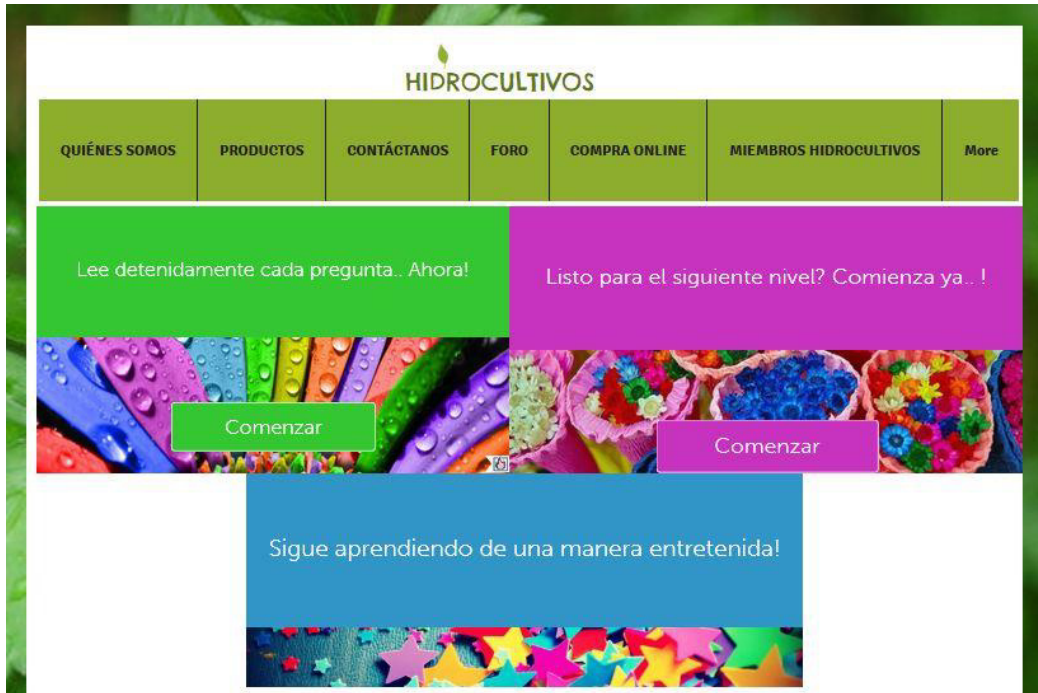 HIDROCULTIVOS
QUIÉNES SOMOS PRODUCTOS CONTÁCTANOS FORO COMPRA ONLINE MIEMBROS HIDROCULTIVOS More
Lee detenidamente cada pregunta.. Ahora!
Listo para el siguiente nivel? Comienza ya.. !
Comenzar
Comenzar
Sigue aprendiendo de una manera entretenida!